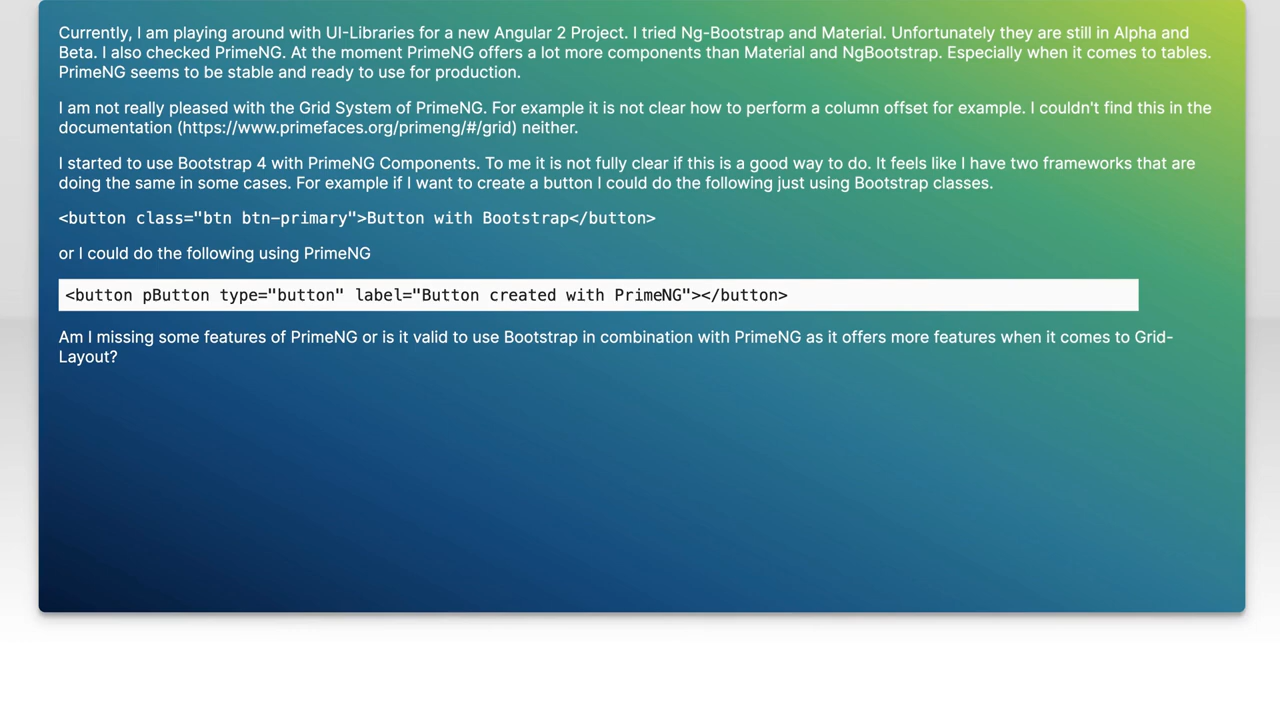 Currently, I am playing around with UI-Libraries for a new Angular 2 Project. I tried Ng-Bootstrap and Material. Unfortunately they are still in Alpha and
Beta. I also checked PrimeNG. At the moment PrimeNG offers a lot more components than Material and NgBootstrap. Especially when it comes to tables.
PrimeNG seems to be stable and ready to use for production.
I am not really pleased with the Grid System of PrimeNG. For example it is not clear how to perform a column offset for example. I couldn't find this in the
documentation (https://www.primefaces.org/primeng/#/grid) neither.
I started to use Bootstrap 4 with PrimeNG Components. To me it is not fully clear if this is a good way to do. It feels like I have two frameworks that are
doing the same in some cases. For example if I want to create a button I could do the following just using Bootstrap classes.
<button class="btn btn-primary">Button with Bootstrap</button>
or I could do the following using PrimeNG
<button pButton type="button" label="Button created with PrimeNG"></button>
Am I missing some features of PrimeNG or is it valid to use Bootstrap in combination with PrimeNG as it offers more features when it comes to Grid-
Layout?